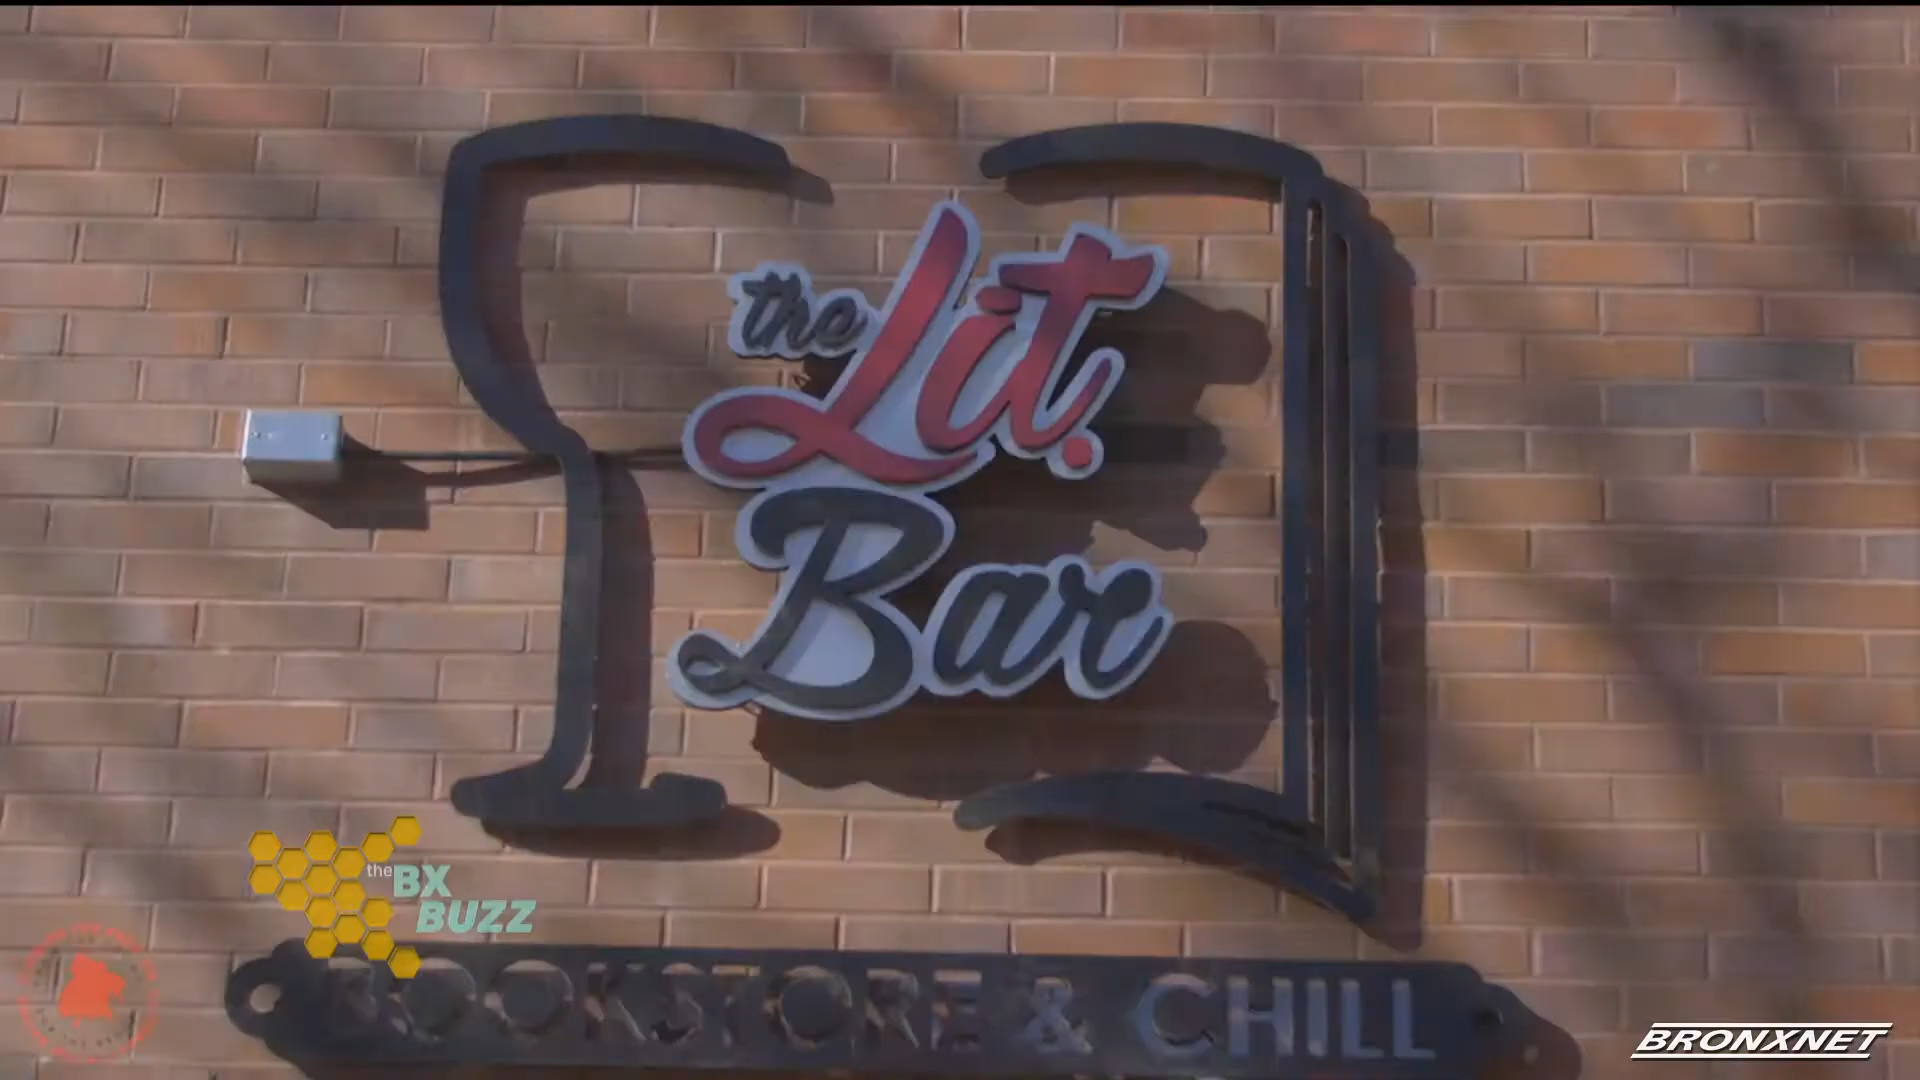 the
Lit.
Bar
the BX
BUZZ
BOOKSTORE & CHILL
BRONXNET